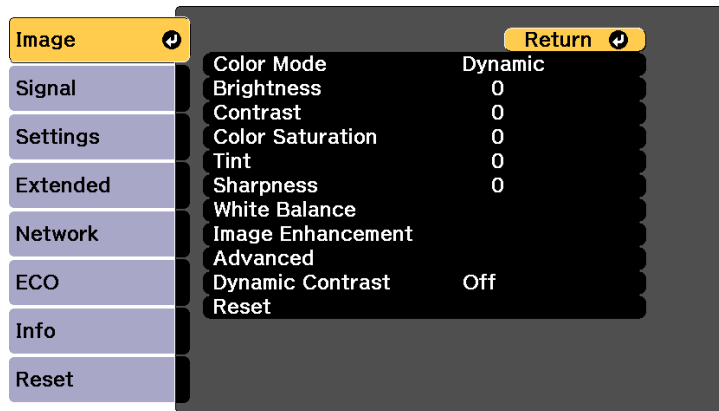 Image
Signal
Settings
Extended
Network
ECO
Info
Reset
Return
Color Mode Dynamic
Brightness 0
Contrast 0
Color Saturation 0
Tint 0
Sharpness 0
White Balance
Image Enhancement
Advanced
Dynamic Contrast Off
Reset